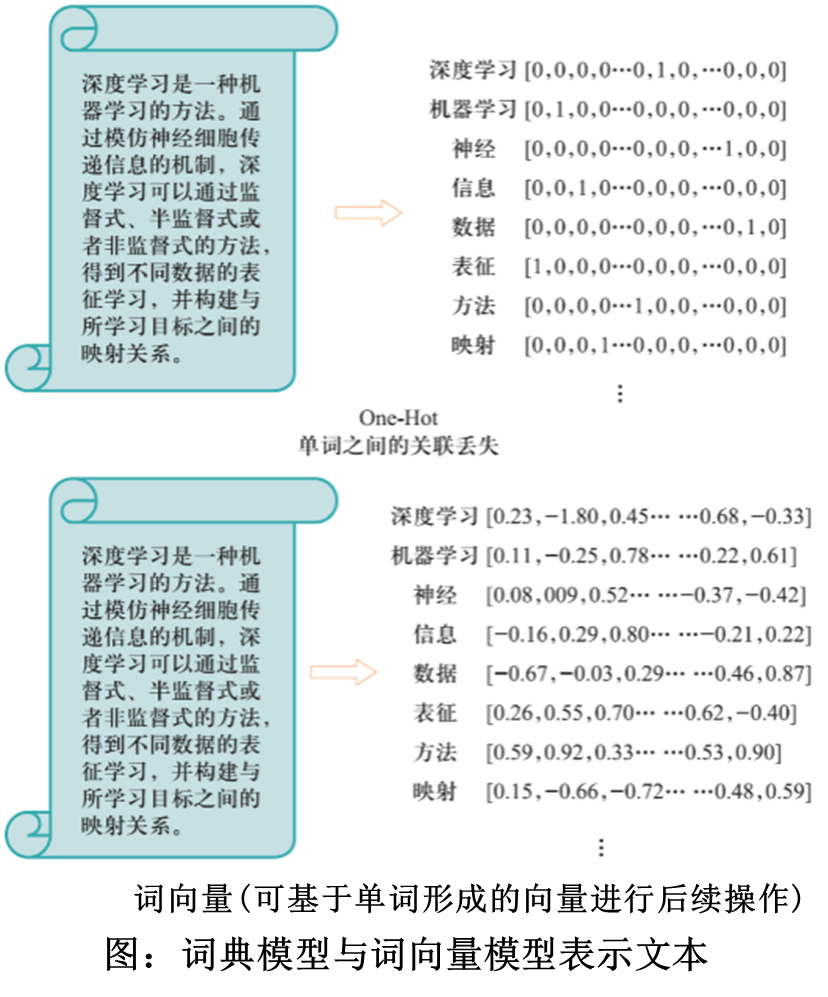 深度学习是一种机
器学习的方法。通
过模仿神经细胞传
递信息的机制，深
度学习可以通过监
督式、半监督式或
者非监督式的方法，
得到不同数据的表
征学习，并构建与
所学习目标之间的
映射关系。
深度学习 [0,0,0,0⋯0,1,0,⋯0,0,0]
机器学习 [0,1,0,0⋯0,0,0,⋯0,0,0]
神经 [0,0,0,0⋯0,0,0,⋯1,0,0]
信息 [0,0,1,0⋯0,0,0,⋯0,0,0]
数据 [0,0,0,0⋯0,0,0,⋯0,1,0]
表征 [1,0,0,0⋯0,0,0,⋯0,0,0]
方法 [0,0,0,0⋯1,0,0,⋯0,0,0]
映射 [0,0,0,1⋯0,0,0,⋯0,0,0]
⋮
One-Hot
单词之间的关联丢失
深度学习是一种机
器学习的方法。通
过模仿神经细胞传
递信息的机制，深
度学习可以通过监
督式、半监督式或
者非监督式的方法，
得到不同数据的表
征学习，并构建与
所学习目标之间的
映射关系。
深度学习 [0.23,−1.80,0.45⋯ ⋯0.68,−0.33]
机器学习 [0.11,−0.25,0.78⋯ ⋯0.22,0.61]
神经 [0.08,009,0.52⋯ ⋯−0.37,−0.42]
信息 [−0.16,0.29,0.80⋯ ⋯−0.21,0.22]
数据 [−0.67,−0.03,0.29⋯ ⋯0.46,0.87]
表征 [0.26,0.55,0.70⋯ ⋯0.62,−0.40]
方法 [0.59,0.92,0.33⋯ ⋯0.53,0.90]
映射 [0.15,−0.66,−0.72⋯ ⋯0.48,0.59]
⋮
词向量(可基于单词形成的向量进行后续操作)
图：词典模型与词向量模型表示文本